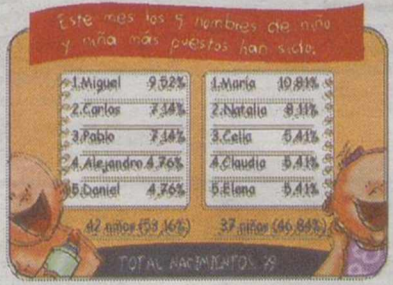 Este mes los 5 nombres de niño
y niña más puestos han sido:
1.Miguel 9,52%
2.Carlos 7,14%
3.Pablo 7,14%
4.Alejandro 4,76%
5.Daniel 4,76%
42 niños (53,16%)
1.María 10,81%
2.Natalia 8,11%
3.Celia 5,41%
4.Claudia 5,41%
5.Elena 5,41%
37 niñas (46,84%)
TOTAL NACIMIENTOS 79